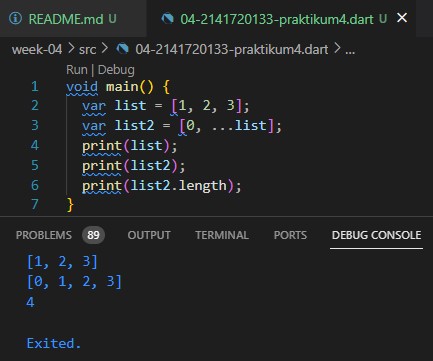 README.md U 04-2141720133-praktikum4.dart U
week-04 > src > 04-2141720133-praktikum4.dart > ...
Run | Debug
1 void main() {
2 var list = [1, 2, 3];
3 var list2 = [0, ...list];
4 print(list);
5 print(list2);
6 print(list2.length);
7 }
PROBLEMS 89 OUTPUT TERMINAL PORTS DEBUG CONSOLE
[1, 2, 3]
[0, 1, 2, 3]
4
Exited.